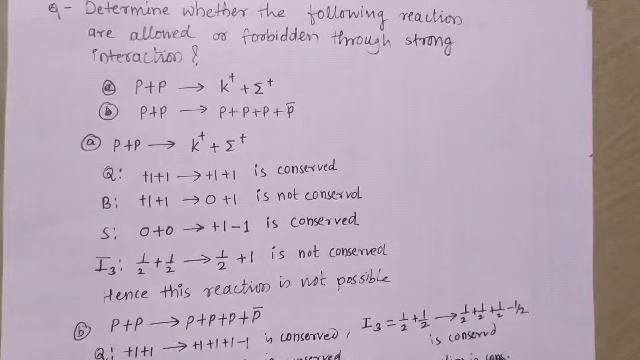 Q- Determine whether the following reaction
are allowed or forbidden through strong
interaction?
(a) P+P → K⁺ + Σ⁺
(b) P+P → P+P+P+P̄
(a) P+P → K⁺ + Σ⁺
Q: +1+1 → +1+1 is conserved
B: +1+1 → 0+1 is not conserved
S: 0+0 → +1-1 is conserved
I₃: 1/2 + 1/2 → 1/2 + 1 is not conserved
Hence this reaction is not possible
(b) P+P → P+P+P+P̄
Q: +1+1 → +1+1+1-1 is conserved,
I₃ = 1/2 + 1/2 → 1/2 + 1/2 + 1/2 - 1/2
is conserved